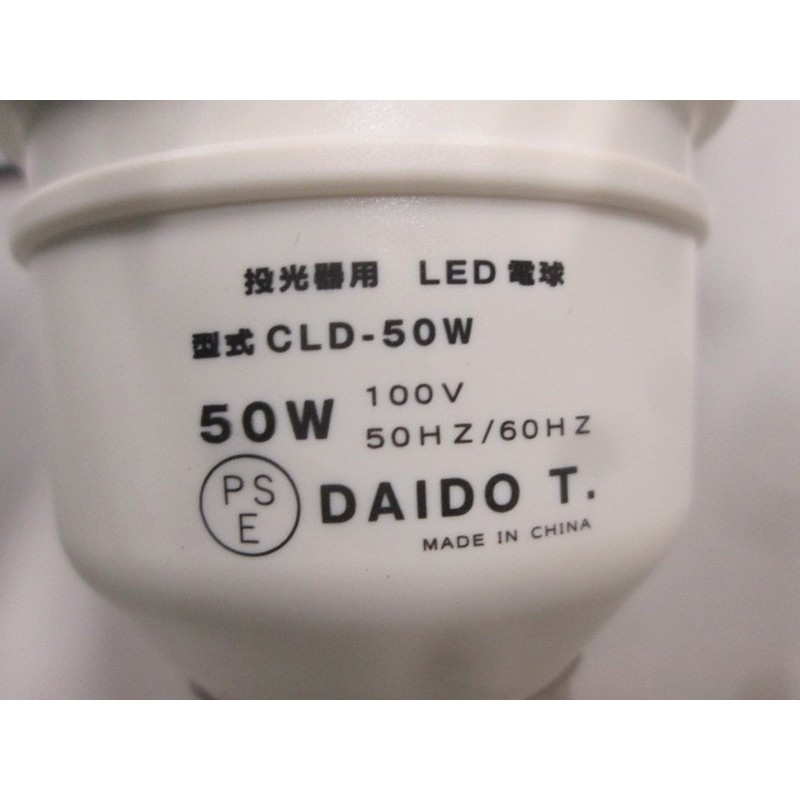 投光器用 LED 電球
型式 CLD-50W
50W 100V
50HZ/60HZ
PS
E
DAIDO T.
MADE IN CHINA